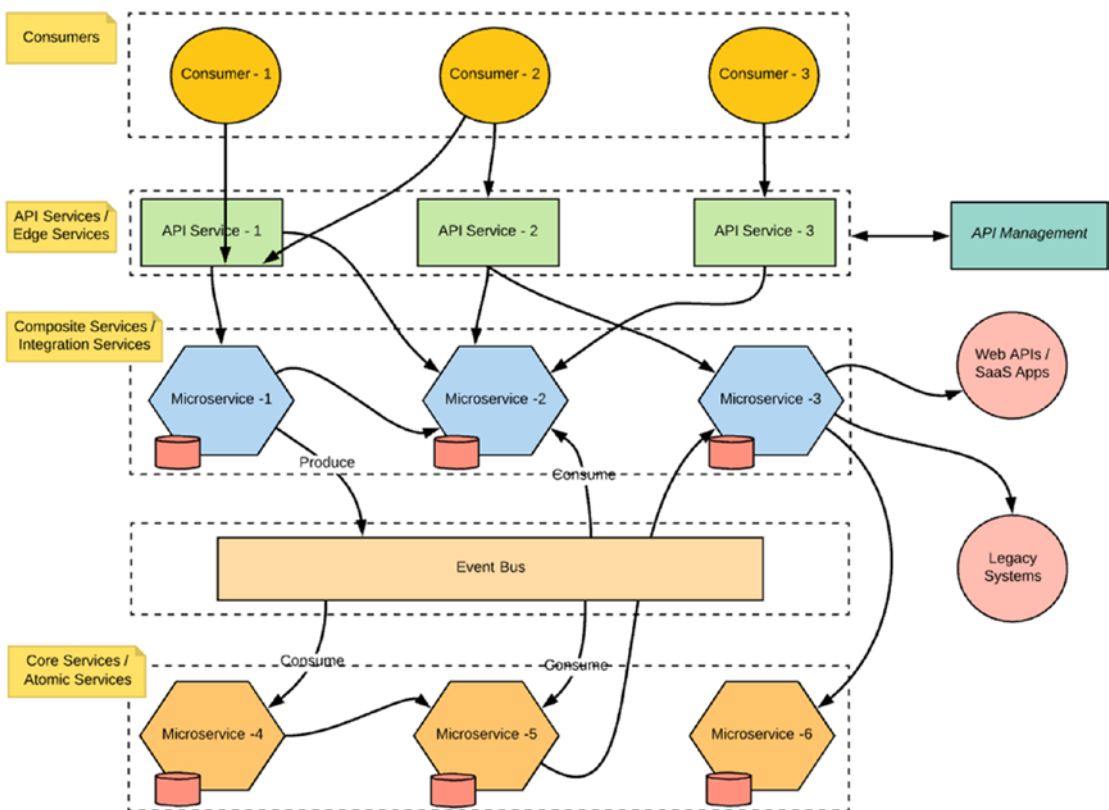 Consumers
Consumer - 1
Consumer - 2
Consumer - 3
API Services /
Edge Services
API Service - 1
API Service - 2
API Service - 3
API Management
Composite Services /
Integration Services
Microservice -1
Microservice -2
Microservice -3
Web APIs /
SaaS Apps
Produce
Consume
Event Bus
Legacy
Systems
Core Services /
Atomic Services
Consume
Consume
Microservice -4
Microservice -5
Microservice -6